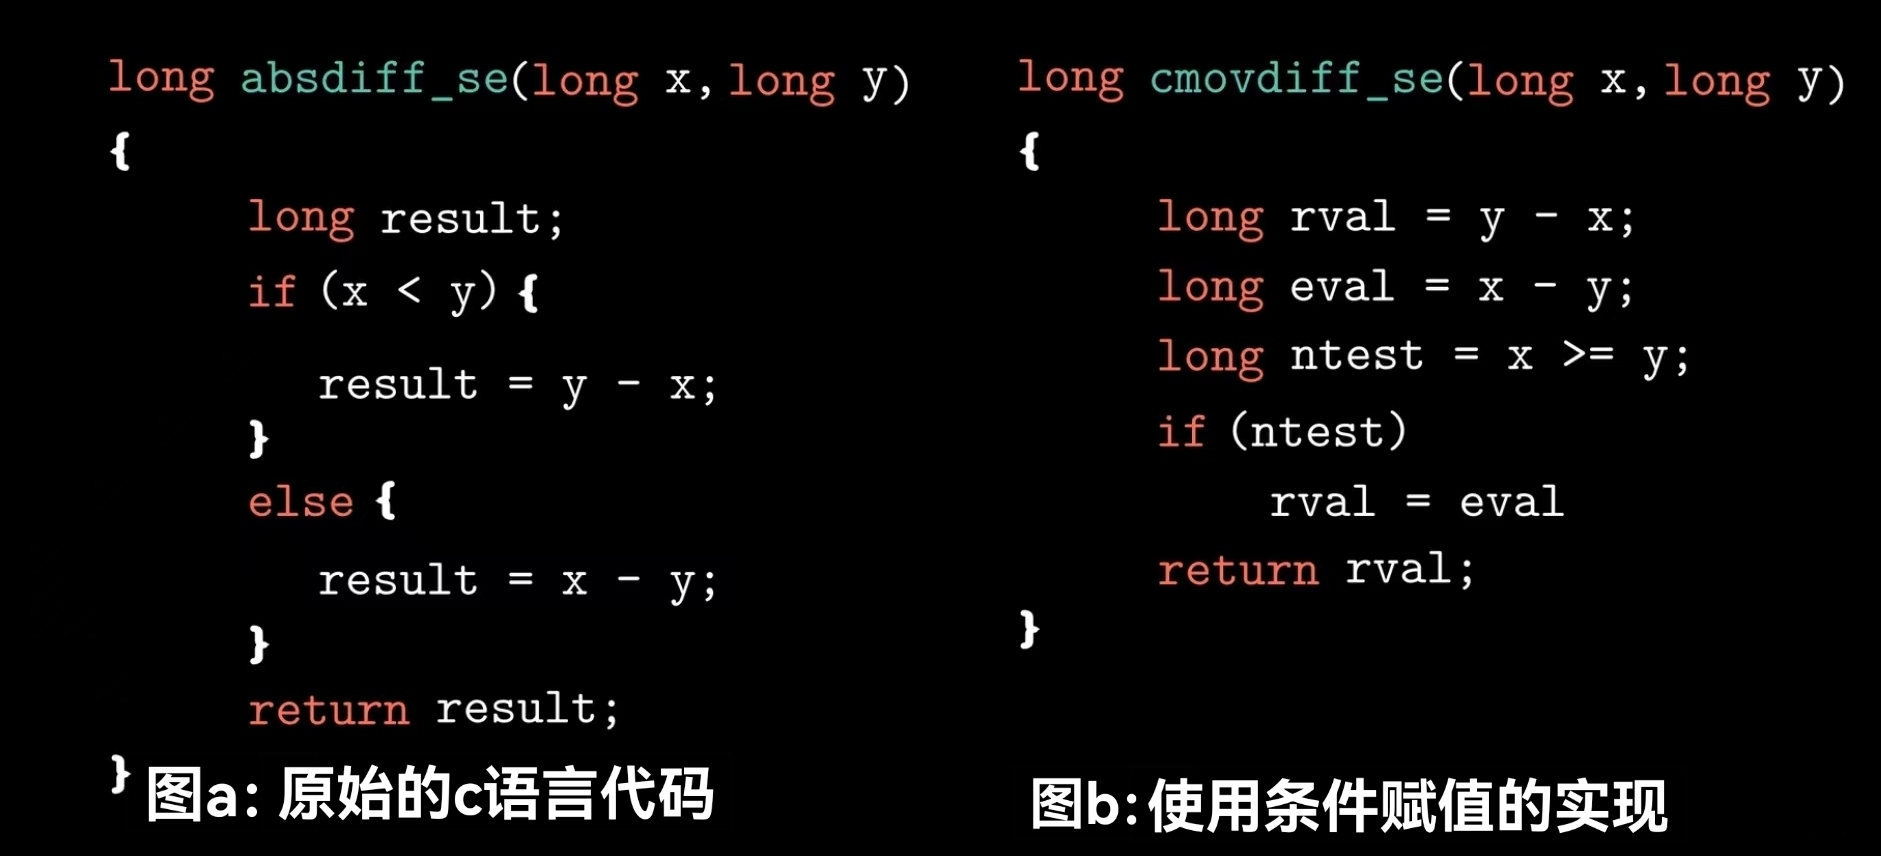 long absdiff_se(long x, long y)
{
long result;
if (x < y) {
result = y - x;
}
else {
result = x - y;
}
return result;
}
图a: 原始的c语言代码
long cmovdiff_se(long x, long y)
{
long rval = y - x;
long eval = x - y;
long ntest = x >= y;
if (ntest)
rval = eval
return rval;
}
图b:使用条件赋值的实现